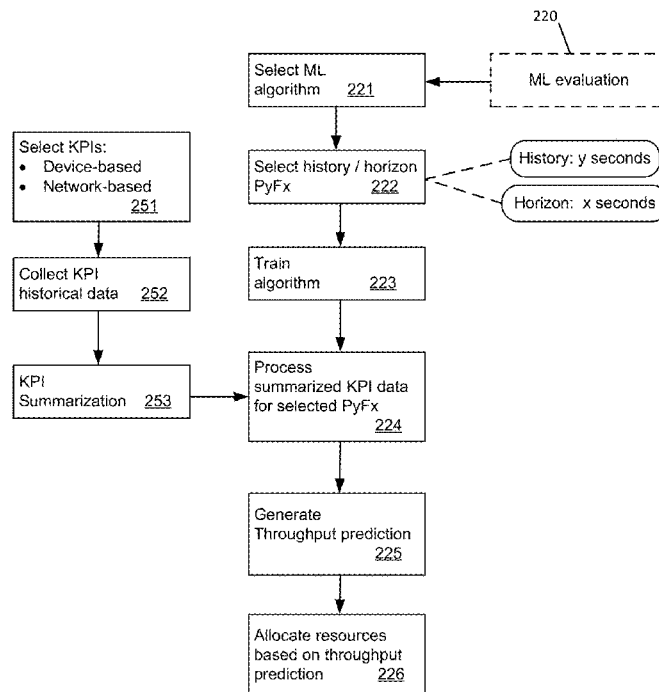 220
Select ML
algorithm 221
ML evaluation
Select KPIs:
• Device-based
• Network-based
251
Select history / horizon
PyFx 222
History: y seconds
Horizon: x seconds
Collect KPI
historical data 252
Train
algorithm 223
KPI
Summarization 253
Process
summarized KPI data
for selected PyFx
224
Generate
Throughput prediction
225
Allocate resources
based on throughput
prediction 226